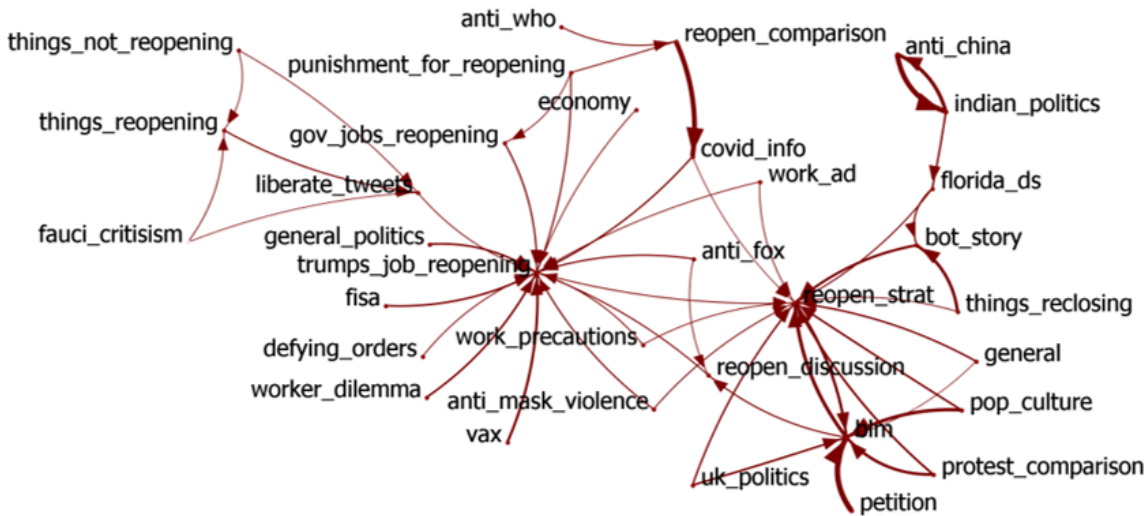 anti_who
things_not_reopening
reopen_comparison
anti_china
punishment_for_reopening
economy
indian_politics
things_reopening
gov_jobs_reopening
covid_info
work_ad
liberate_tweets
florida_ds
fauci_critisism
general_politics
anti_fox
bot_story
trumps_job_reopening
fisa
reopen_strat
things_reclosing
defying_orders
work_precautions
reopen_discussion
general
worker_dilemma
anti_mask_violence
pop_culture
vax
blm
uk_politics
protest_comparison
petition